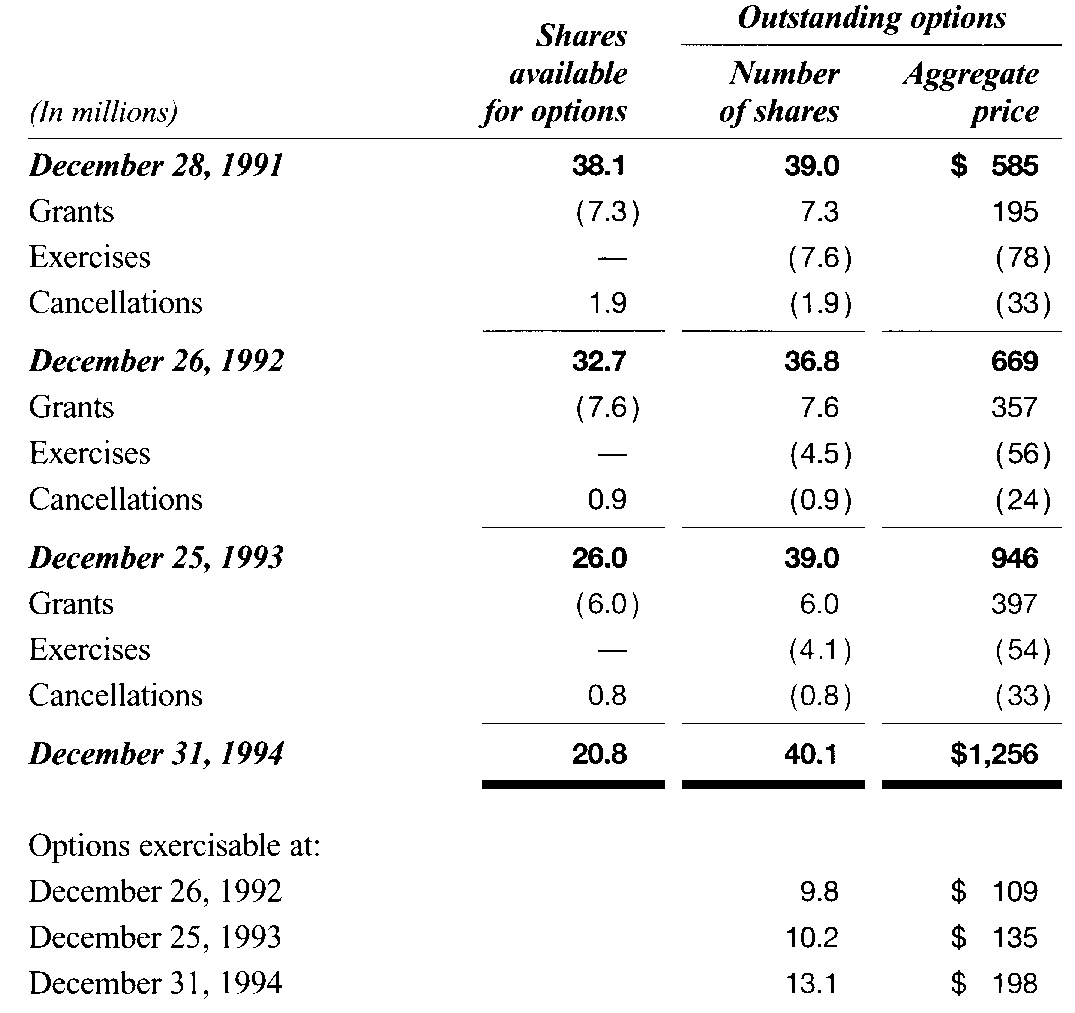 Outstanding options
Shares
available Number Aggregate
(In millions) for options of shares price
December 28, 1991 38.1 39.0 $ 585
Grants (7.3) 7.3 195
Exercises — (7.6) (78)
Cancellations 1.9 (1.9) (33)
December 26, 1992 32.7 36.8 669
Grants (7.6) 7.6 357
Exercises — (4.5) (56)
Cancellations 0.9 (0.9) (24)
December 25, 1993 26.0 39.0 946
Grants (6.0) 6.0 397
Exercises — (4.1) (54)
Cancellations 0.8 (0.8) (33)
December 31, 1994 20.8 40.1 $1,256
Options exercisable at:
December 26, 1992 9.8 $ 109
December 25, 1993 10.2 $ 135
December 31, 1994 13.1 $ 198